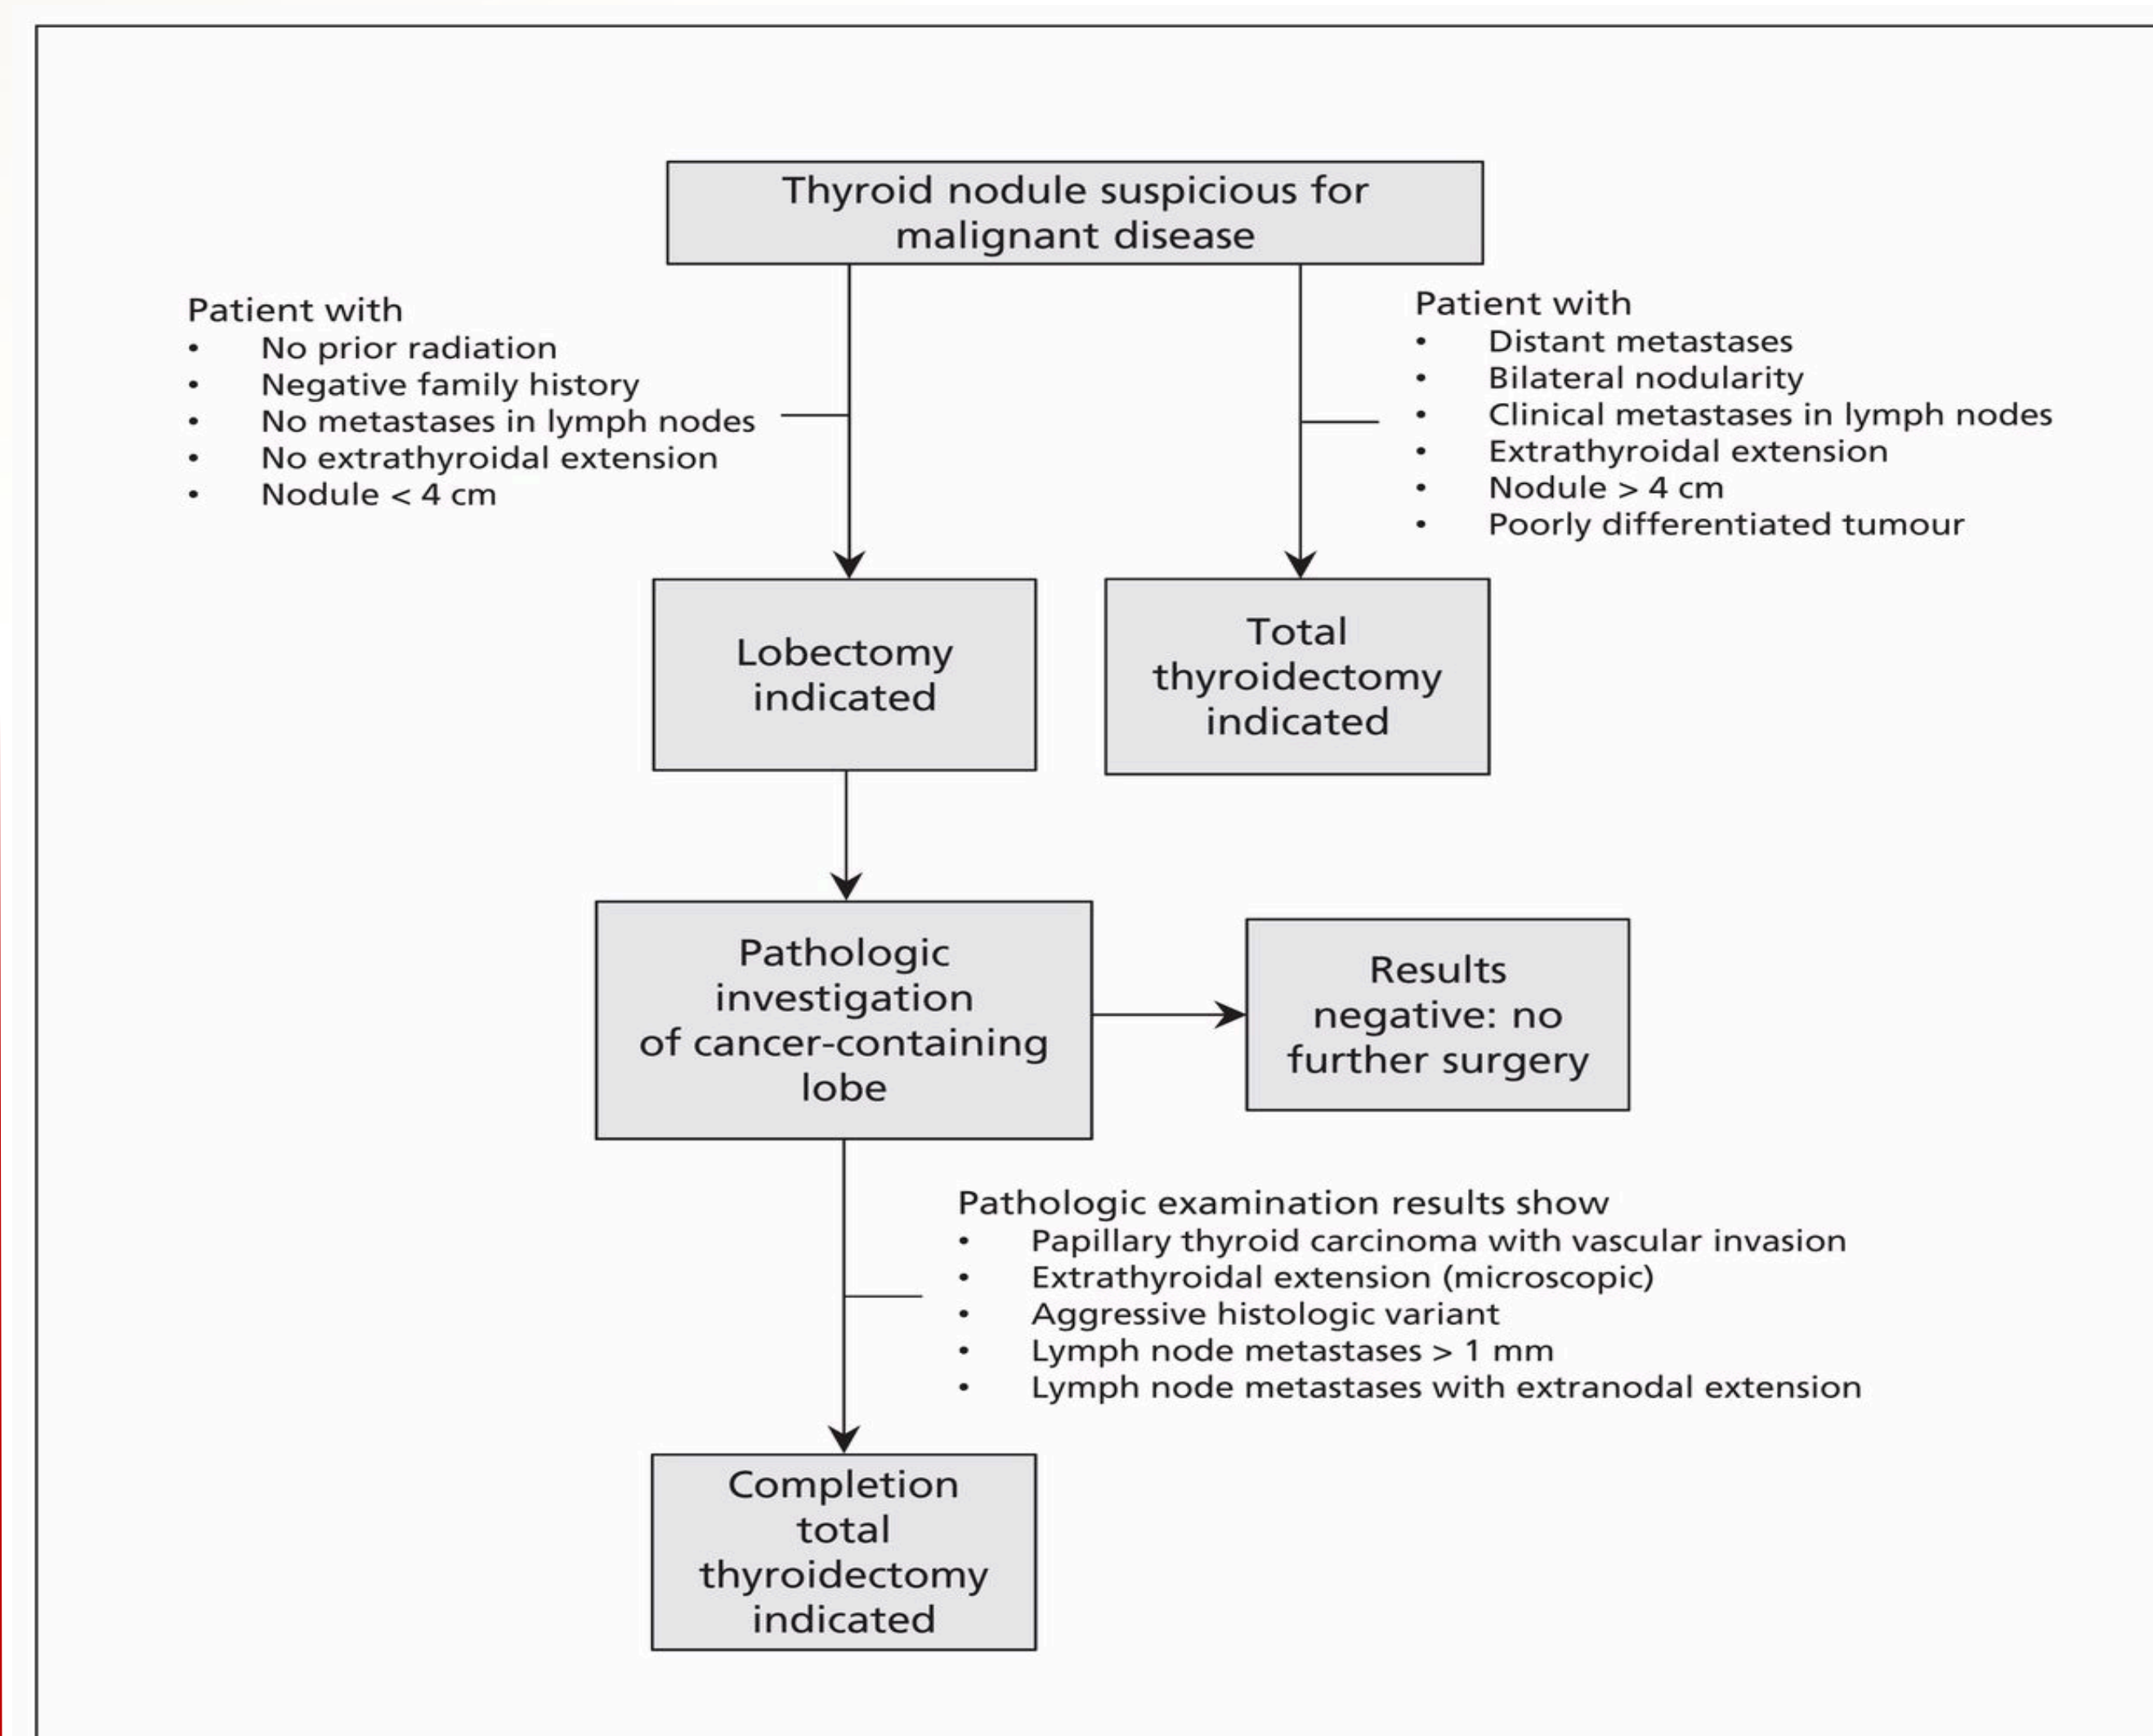 Thyroid nodule suspicious for
malignant disease
Patient with
• No prior radiation
• Negative family history
• No metastases in lymph nodes
• No extrathyroidal extension
• Nodule < 4 cm
Patient with
• Distant metastases
• Bilateral nodularity
• Clinical metastases in lymph nodes
• Extrathyroidal extension
• Nodule > 4 cm
• Poorly differentiated tumour
Lobectomy
indicated
Total
thyroidectomy
indicated
Pathologic
investigation
of cancer-containing
lobe
Results
negative: no
further surgery
Pathologic examination results show
• Papillary thyroid carcinoma with vascular invasion
• Extrathyroidal extension (microscopic)
• Aggressive histologic variant
• Lymph node metastases > 1 mm
• Lymph node metastases with extranodal extension
Completion
total
thyroidectomy
indicated